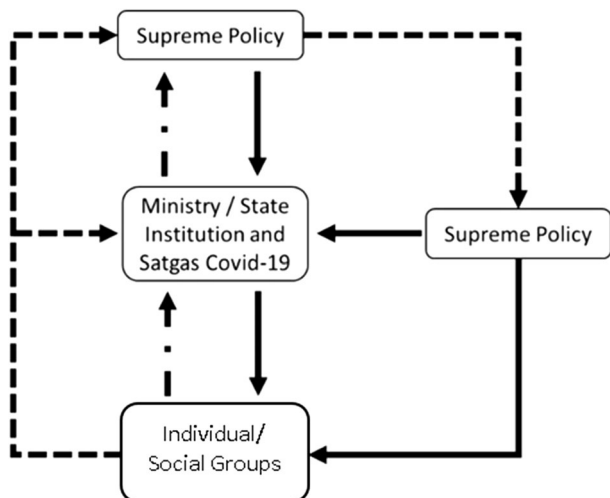 Supreme Policy
Ministry / State
Institution and
Satgas Covid-19
Supreme Policy
Individual/
Social Groups